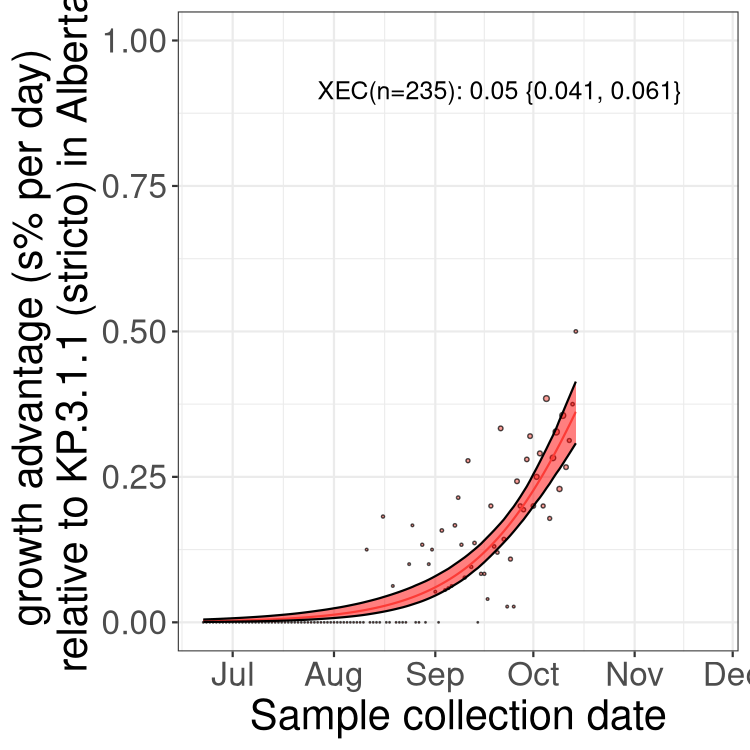 growth advantage (s% per day)
relative to KP.3.1.1 (stricto) in Alberta
1.00
0.75
0.50
0.25
0.00
XEC(n=235): 0.05 {0.041, 0.061}
Jul
Aug
Sep
Oct
Nov
Dec
Sample collection date